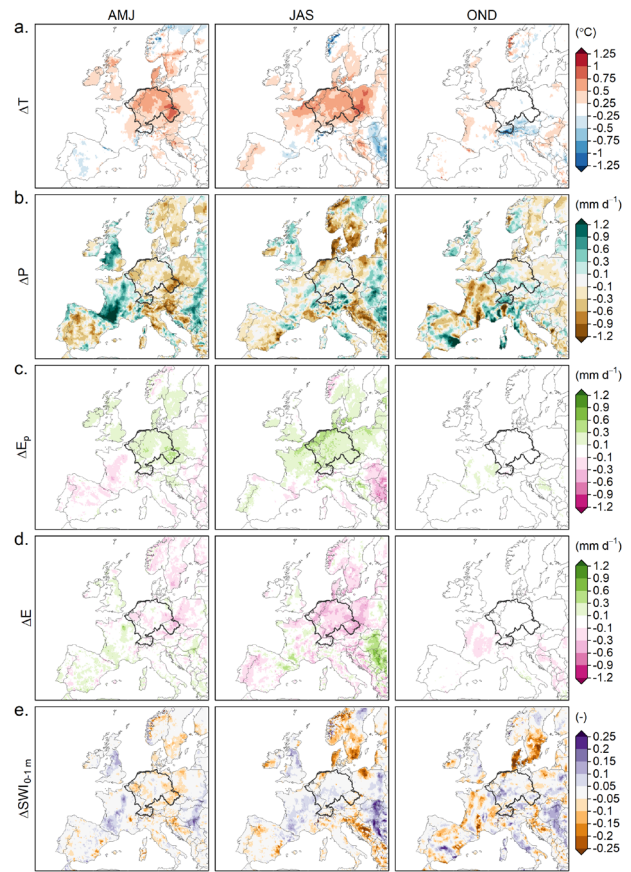 AMJ JAS OND
a. ΔT (°C) 1.25 1 0.75 0.5 0.25 -0.25 -0.5 -0.75 -1 -1.25
b. ΔP (mm d⁻¹) 1.2 0.9 0.6 0.3 0.1 -0.1 -0.3 -0.6 -0.9 -1.2
c. ΔEₚ (mm d⁻¹) 1.2 0.9 0.6 0.3 0.1 -0.1 -0.3 -0.6 -0.9 -1.2
d. ΔE (mm d⁻¹) 1.2 0.9 0.6 0.3 0.1 -0.1 -0.3 -0.6 -0.9 -1.2
e. ΔSWI₀₋₁ ₘ (-) 0.25 0.2 0.15 0.1 0.05 -0.05 -0.1 -0.15 -0.2 -0.25